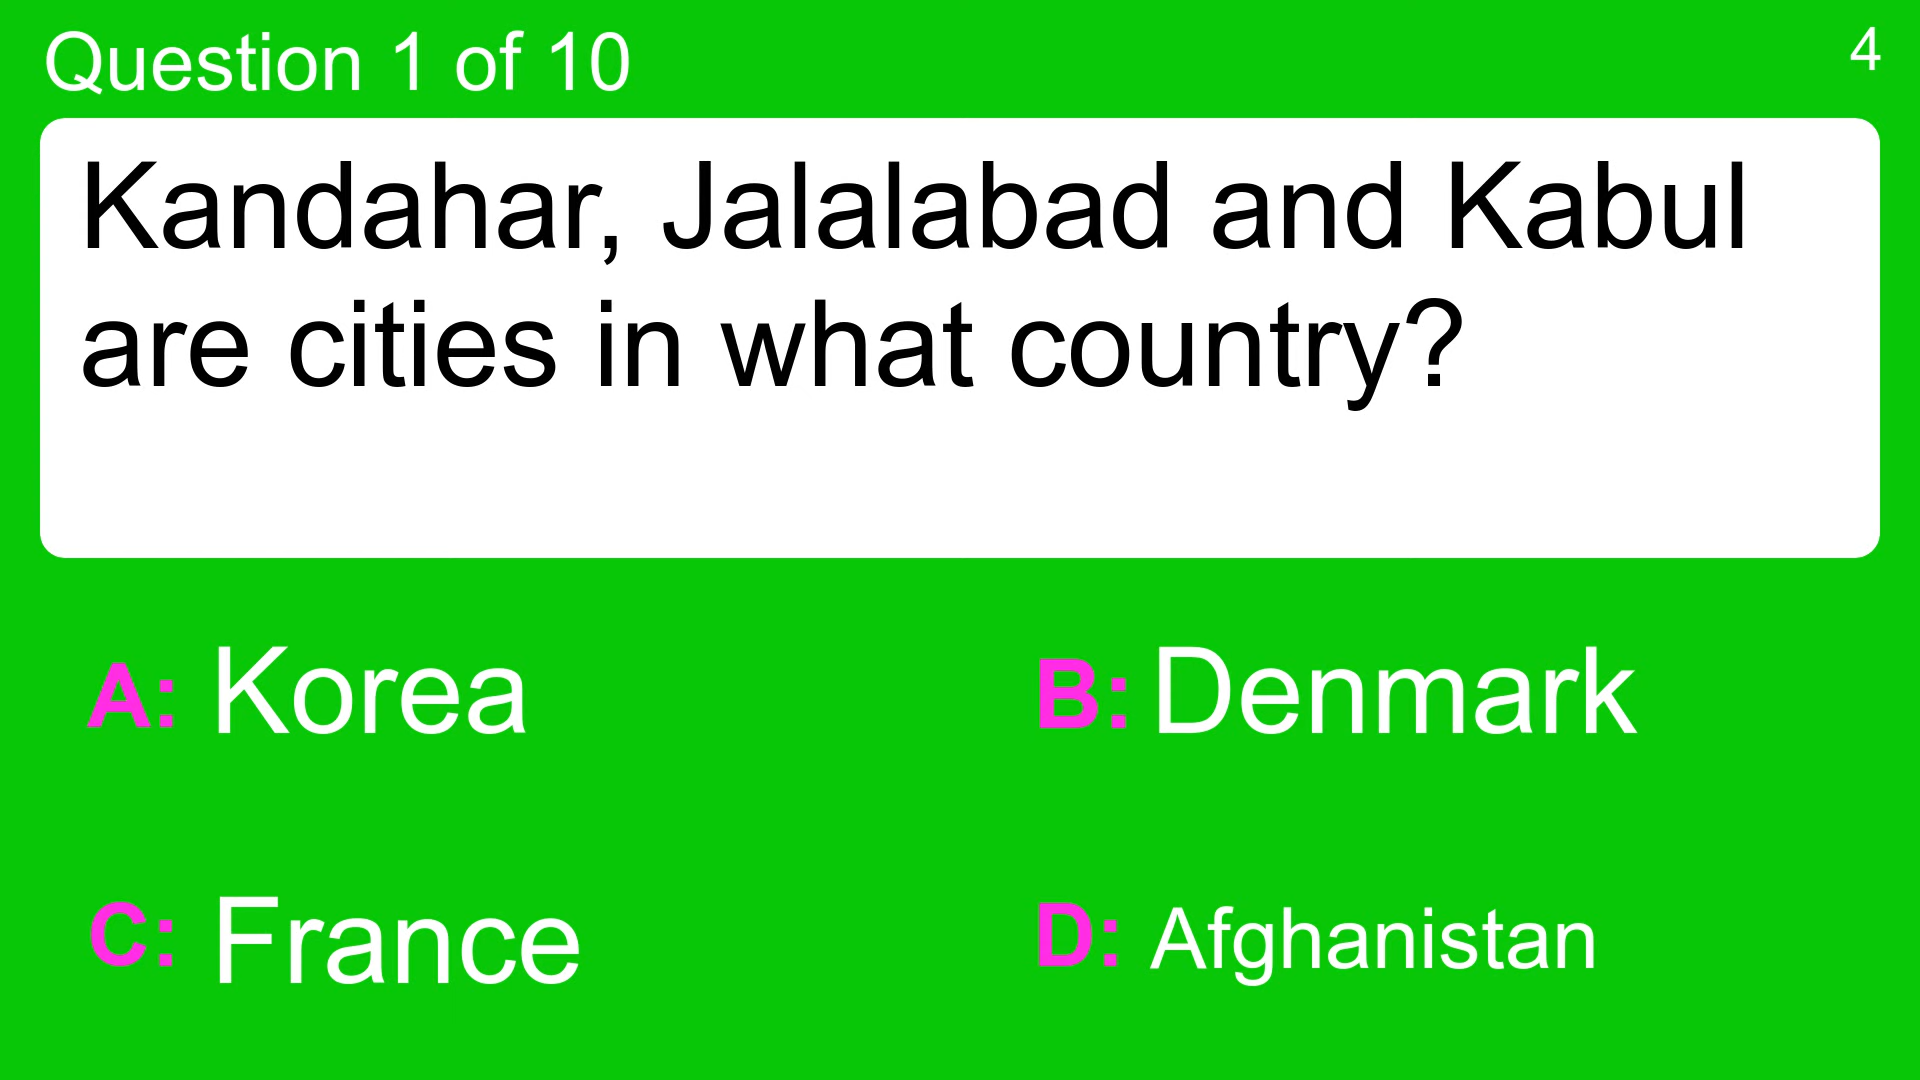 Question 1 of 10
4
Kandahar, Jalalabad and Kabul
are cities in what country?
A: Korea
B: Denmark
C: France
D: Afghanistan